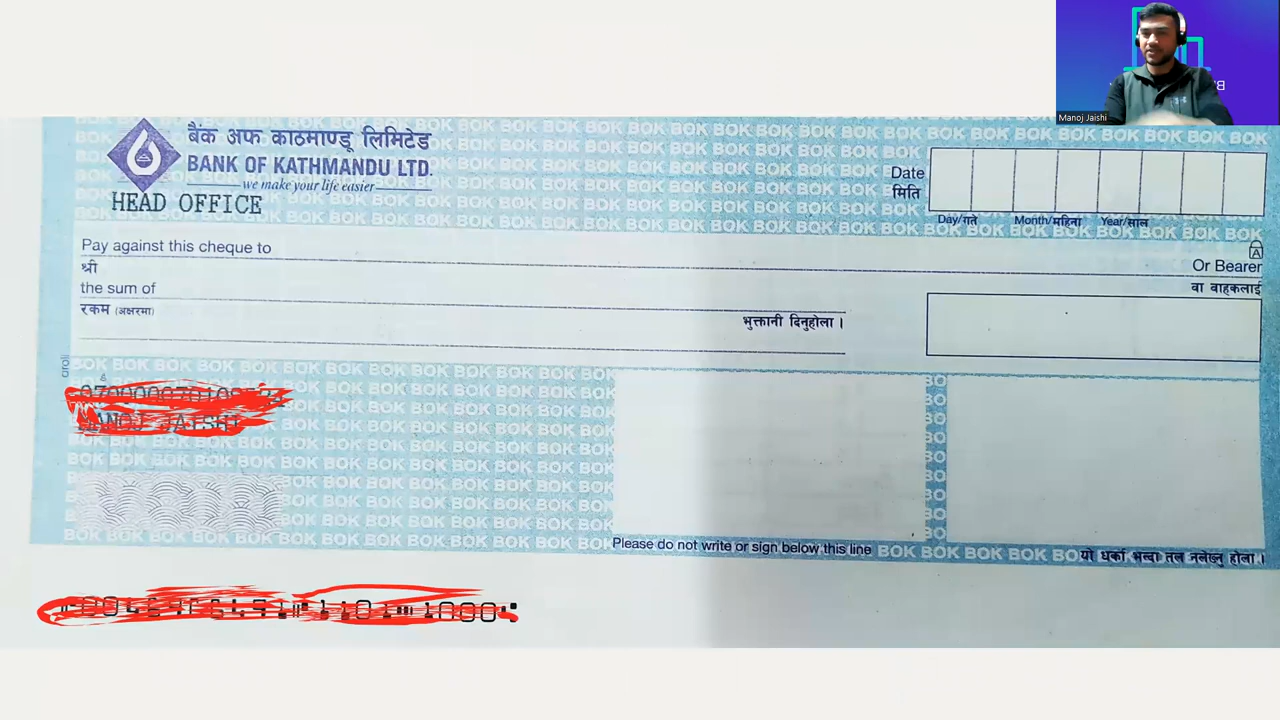 Manoj Jaishi
बैंक अफ काठमाण्डू लिमिटेड
BANK OF KATHMANDU LTD.
we make your life easier
HEAD OFFICE
Date
मिति
Day/गते Month/महिना Year/साल
Pay against this cheque to
श्री
Or Bearer
वा वाहकलाई
the sum of
रकम (अक्षरमा)
भुक्तानी दिनुहोला ।
MANOJ JAISHI
Please do not write or sign below this line
यो धर्का भन्दा तल नलेख्नु होला ।